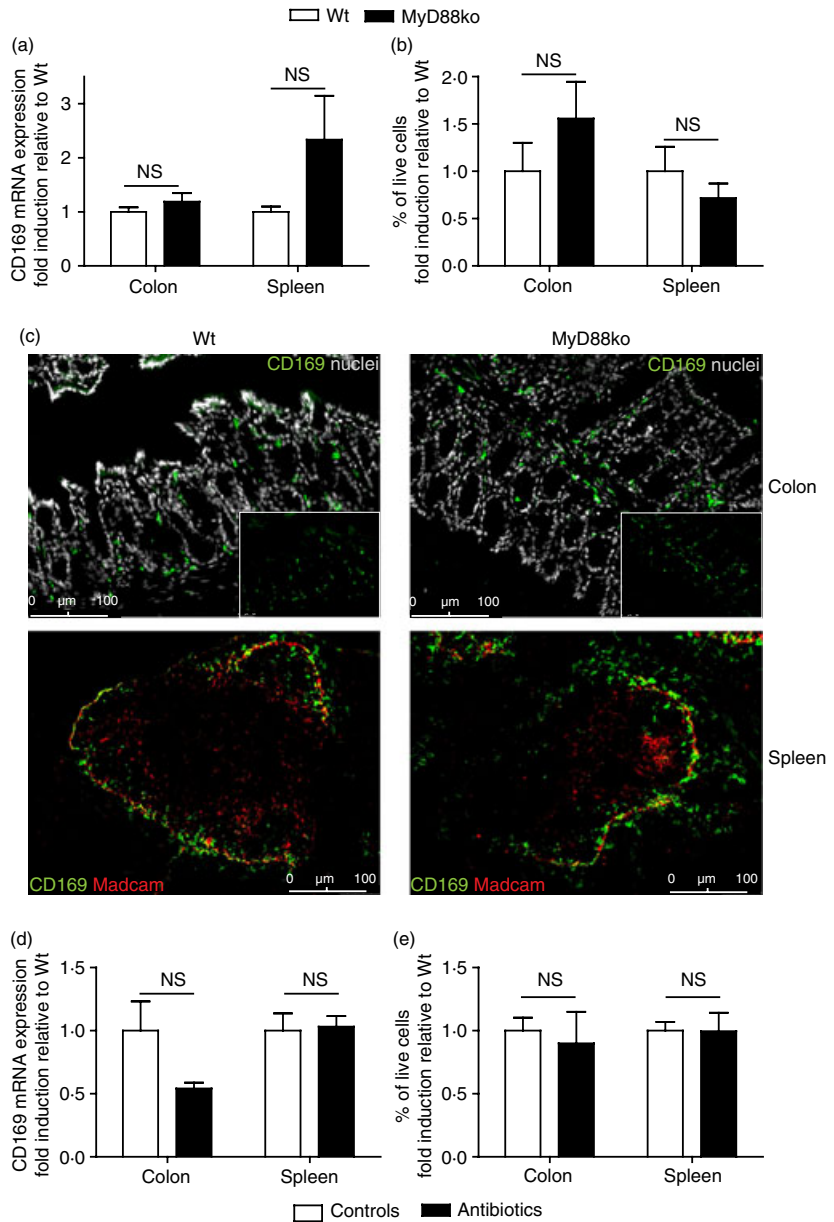 Wt MyD88ko
(a)
CD169 mRNA expression
fold induction relative to Wt
3
2
1
0
NS
NS
Colon
Spleen
(b)
% of live cells
fold induction relative to Wt
2·0
1·5
1·0
0·5
0·0
NS
NS
Colon
Spleen
(c)
Wt
MyD88ko
CD169 nuclei
0 µm 100
CD169 nuclei
0 µm 100
Colon
CD169 Madcam
0 µm 100
CD169 Madcam
0 µm 100
Spleen
(d)
CD169 mRNA expression
fold induction relative to Wt
1·5
1·0
0·5
0·0
NS
NS
Colon
Spleen
(e)
% of live cells
fold induction relative to Wt
1·5
1·0
0·5
0·0
NS
NS
Colon
Spleen
Controls Antibiotics